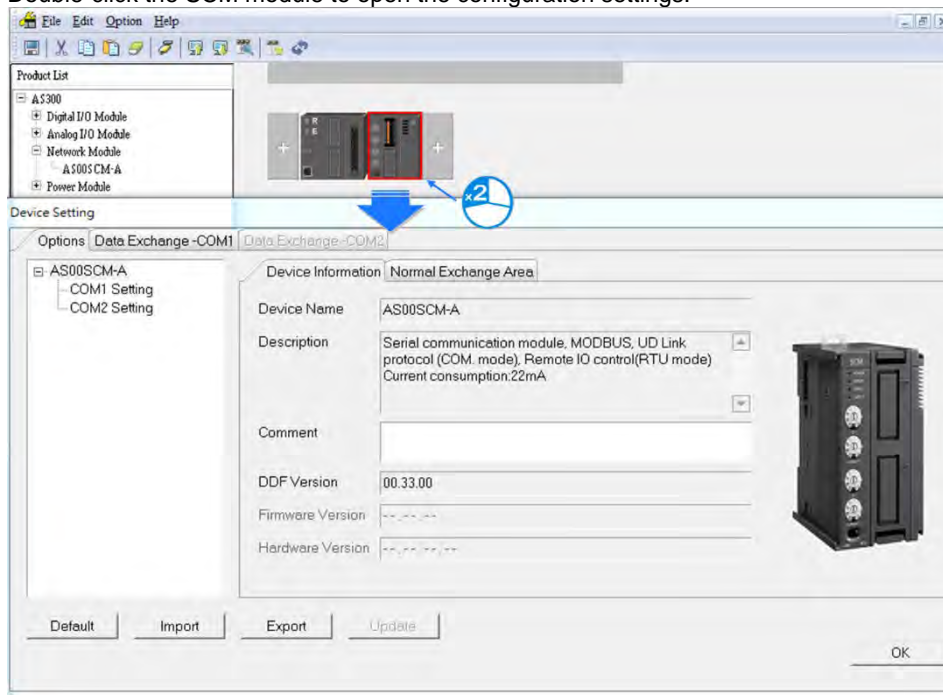 Double-click the SCM module to open the configuration settings.
File Edit Option Help
Product List
AS300
Digital I/O Module
Analog I/O Module
Network Module
AS00SCM-A
Power Module
R
E
+
+
x2
Device Setting
Options Data Exchange -COM1 Data Exchange -COM2
AS00SCM-A
COM1 Setting
COM2 Setting
Device Information Normal Exchange Area
Device Name AS00SCM-A
Description Serial communication module, MODBUS, UD Link
protocol (COM. mode), Remote IO control(RTU mode)
Current consumption:22mA
Comment
DDF Version 00.33.00
Firmware Version --.--.--
Hardware Version --.--.--.--
SCM
Default Import Export Update
OK